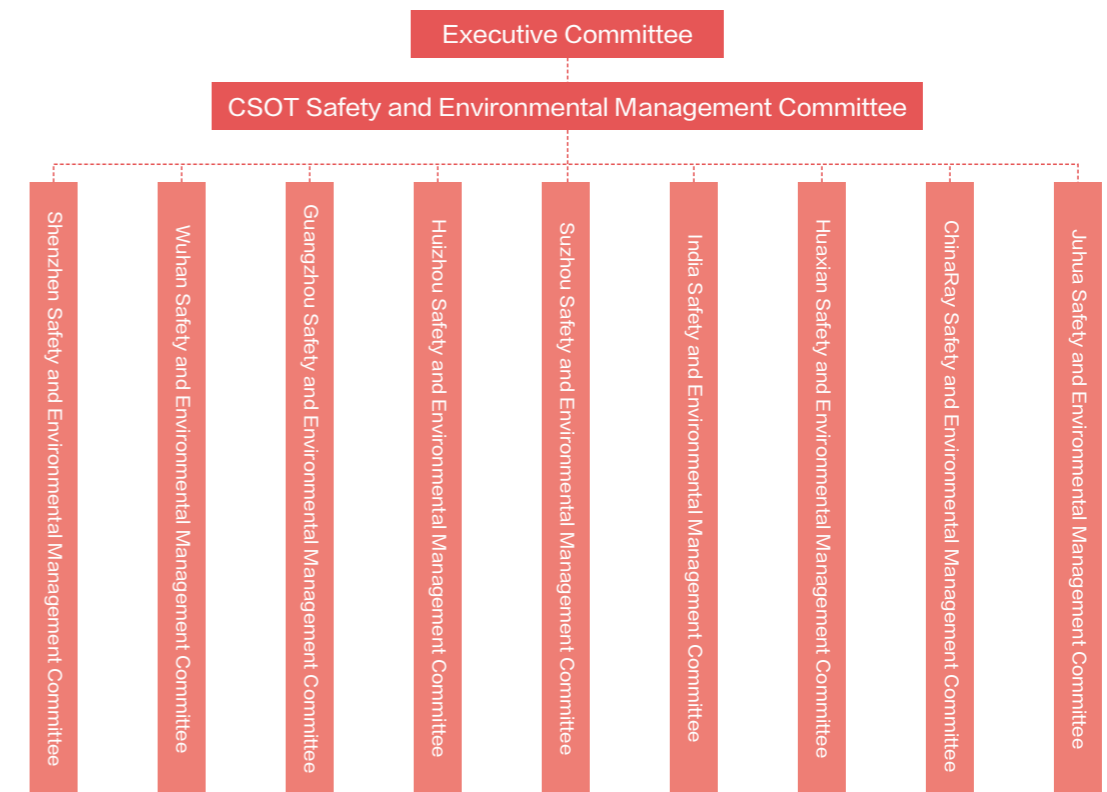 Executive Committee
CSOT Safety and Environmental Management Committee
Shenzhen Safety and Environmental Management Committee
Wuhan Safety and Environmental Management Committee
Guangzhou Safety and Environmental Management Committee
Huizhou Safety and Environmental Management Committee
Suzhou Safety and Environmental Management Committee
India Safety and Environmental Management Committee
Huaxian Safety and Environmental Management Committee
ChinaRay Safety and Environmental Management Committee
Juhua Safety and Environmental Management Committee